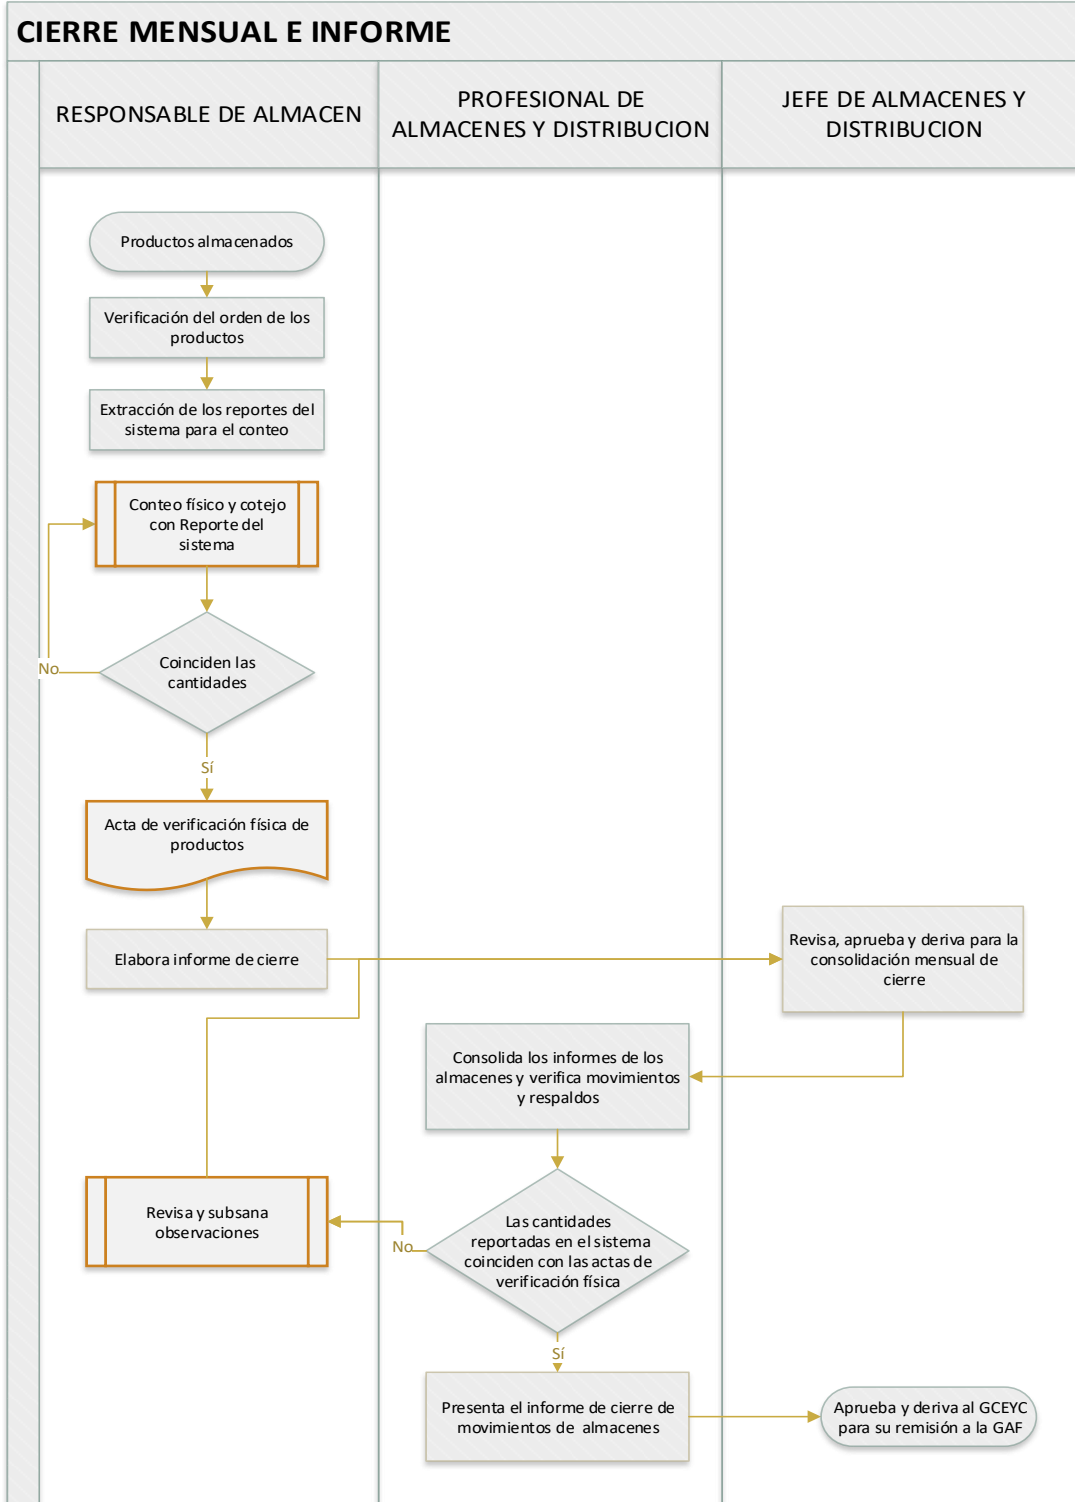 CIERRE MENSUAL E INFORME
RESPONSABLE DE ALMACEN
PROFESIONAL DE
ALMACENES Y DISTRIBUCION
JEFE DE ALMACENES Y
DISTRIBUCION
Productos almacenados
Verificación del orden de los
productos
Extracción de los reportes del
sistema para el conteo
Conteo físico y cotejo
con Reporte del
sistema
Coinciden las
cantidades
No
Sí
Acta de verificación física de
productos
Elabora informe de cierre
Revisa, aprueba y deriva para la
consolidación mensual de
cierre
Consolida los informes de los
almacenes y verifica movimientos
y respaldos
Las cantidades
reportadas en el sistema
coinciden con las actas de
verificación física
No
Revisa y subsana
observaciones
Sí
Presenta el informe de cierre de
movimientos de almacenes
Aprueba y deriva al GCEYC
para su remisión a la GAF